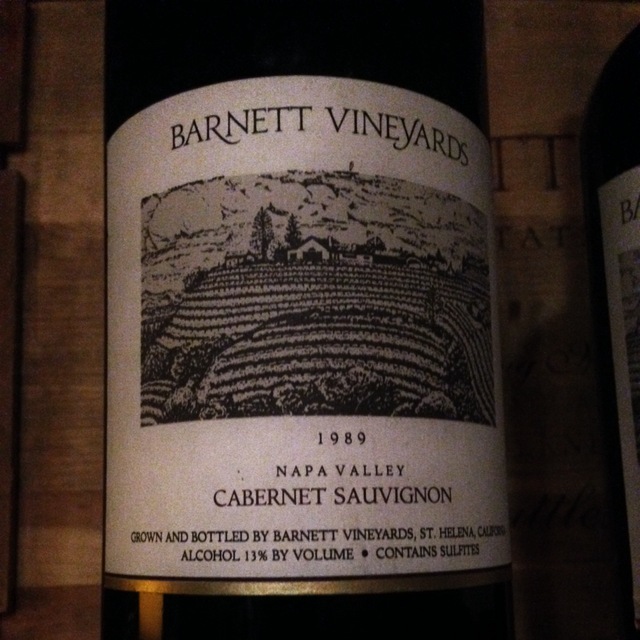 BARNETT VINEYARDS
1989
NAPA VALLEY
CABERNET SAUVIGNON
GROWN AND BOTTLED BY BARNETT VINEYARDS, ST. HELENA,
ALCOHOL 13% BY VOLUME • CONTAINS SULFITES